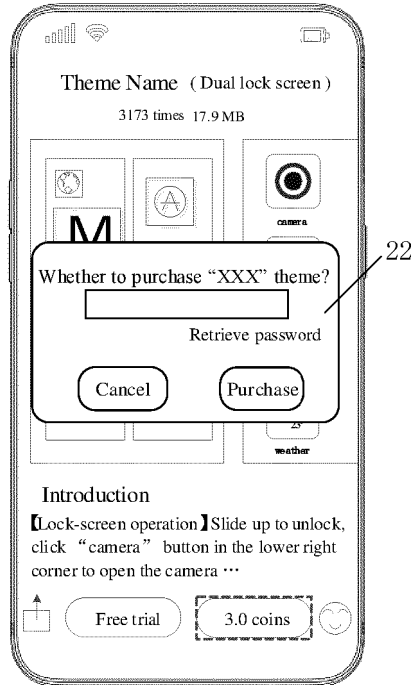 Theme Name （Dual lock screen）
3173 times 17.9 MB
A
camera
M
22
Whether to purchase “XXX” theme?
Retrieve password
Cancel
Purchase
23°
weather
Introduction
【Lock-screen operation】Slide up to unlock,
click “camera” button in the lower right
corner to open the camera ···
Free trial
3.0 coins